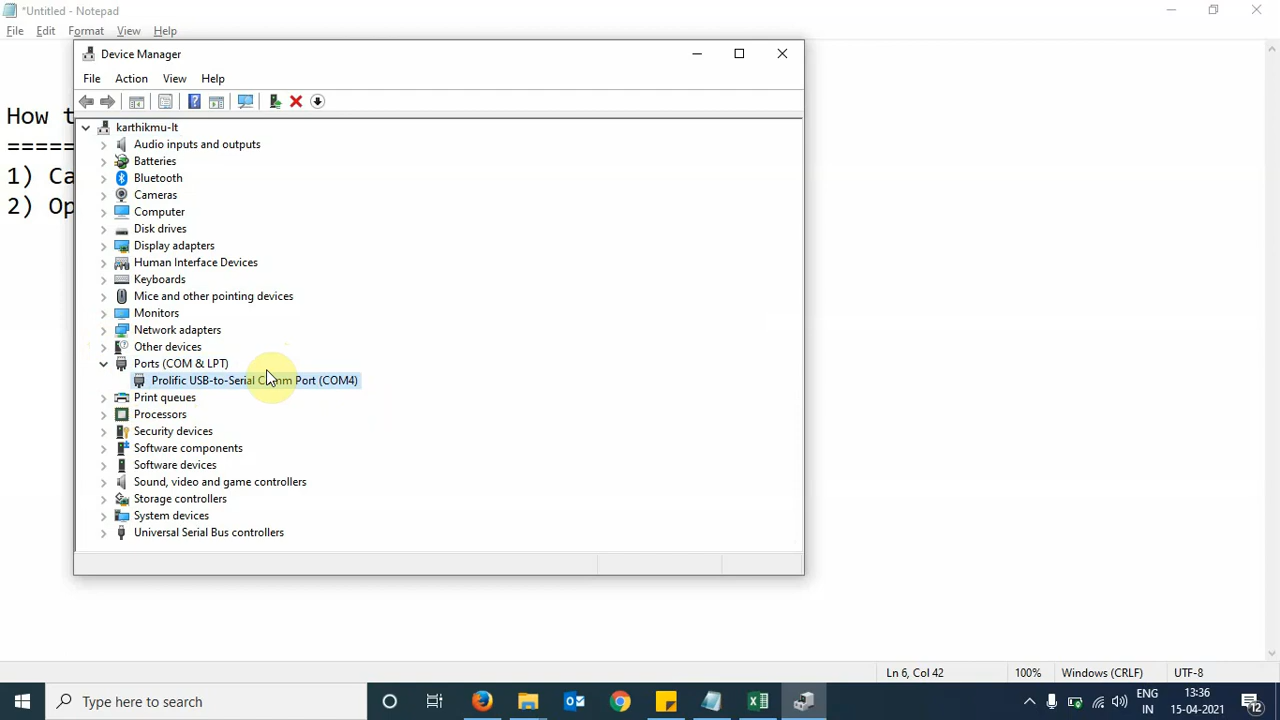 *Untitled - Notepad
File Edit Format View Help
Device Manager
File Action View Help
karthikmu-lt
Audio inputs and outputs
Batteries
Bluetooth
Cameras
Computer
Disk drives
Display adapters
Human Interface Devices
Keyboards
Mice and other pointing devices
Monitors
Network adapters
Other devices
Ports (COM & LPT)
Prolific USB-to-Serial Comm Port (COM4)
Print queues
Processors
Security devices
Software components
Software devices
Sound, video and game controllers
Storage controllers
System devices
Universal Serial Bus controllers
How
=====
1)
2)
Ln 6, Col 42 100% Windows (CRLF) UTF-8
Type here to search
ENG
IN
13:36
15-04-2021
12